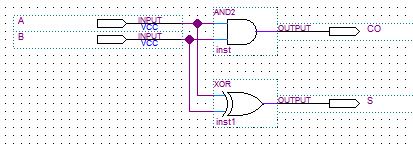 A INPUT VCC
B INPUT VCC
AND2
inst
OUTPUT CO
XOR
inst1
OUTPUT S